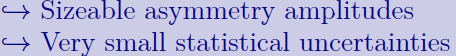 ↪ Sizeable asymmetry amplitudes
↪ Very small statistical uncertainties